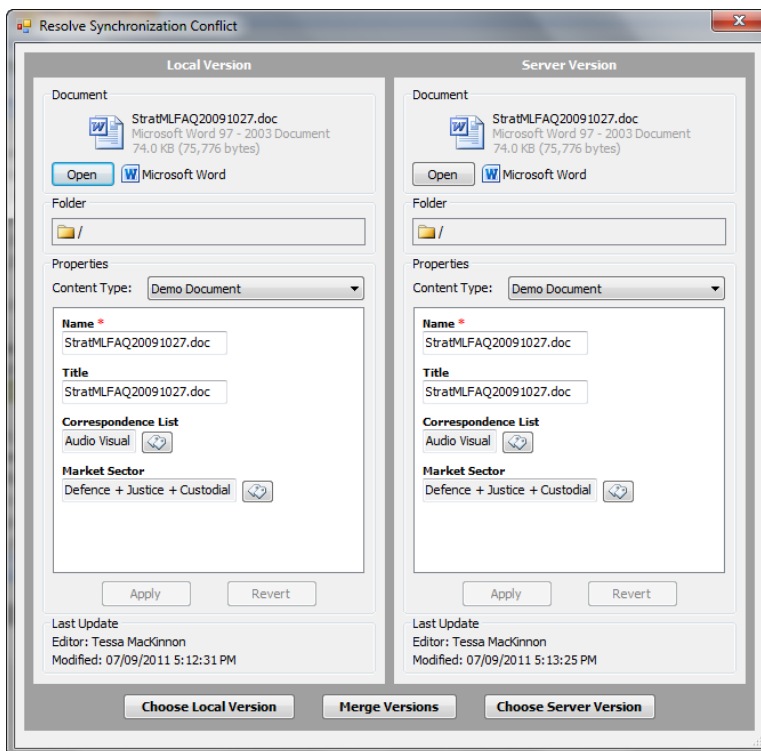 Resolve Synchronization Conflict
Local Version
Document
StratMLFAQ20091027.doc
Microsoft Word 97 - 2003 Document
74.0 KB (75,776 bytes)
Open
Microsoft Word
Folder
/
Properties
Content Type: Demo Document
Name *
StratMLFAQ20091027.doc
Title
StratMLFAQ20091027.doc
Correspondence List
Audio Visual
Market Sector
Defence + Justice + Custodial
Apply Revert
Last Update
Editor: Tessa MacKinnon
Modified: 07/09/2011 5:12:31 PM
Server Version
Document
StratMLFAQ20091027.doc
Microsoft Word 97 - 2003 Document
74.0 KB (75,776 bytes)
Open
Microsoft Word
Folder
/
Properties
Content Type: Demo Document
Name *
StratMLFAQ20091027.doc
Title
StratMLFAQ20091027.doc
Correspondence List
Audio Visual
Market Sector
Defence + Justice + Custodial
Apply Revert
Last Update
Editor: Tessa MacKinnon
Modified: 07/09/2011 5:13:25 PM
Choose Local Version Merge Versions Choose Server Version